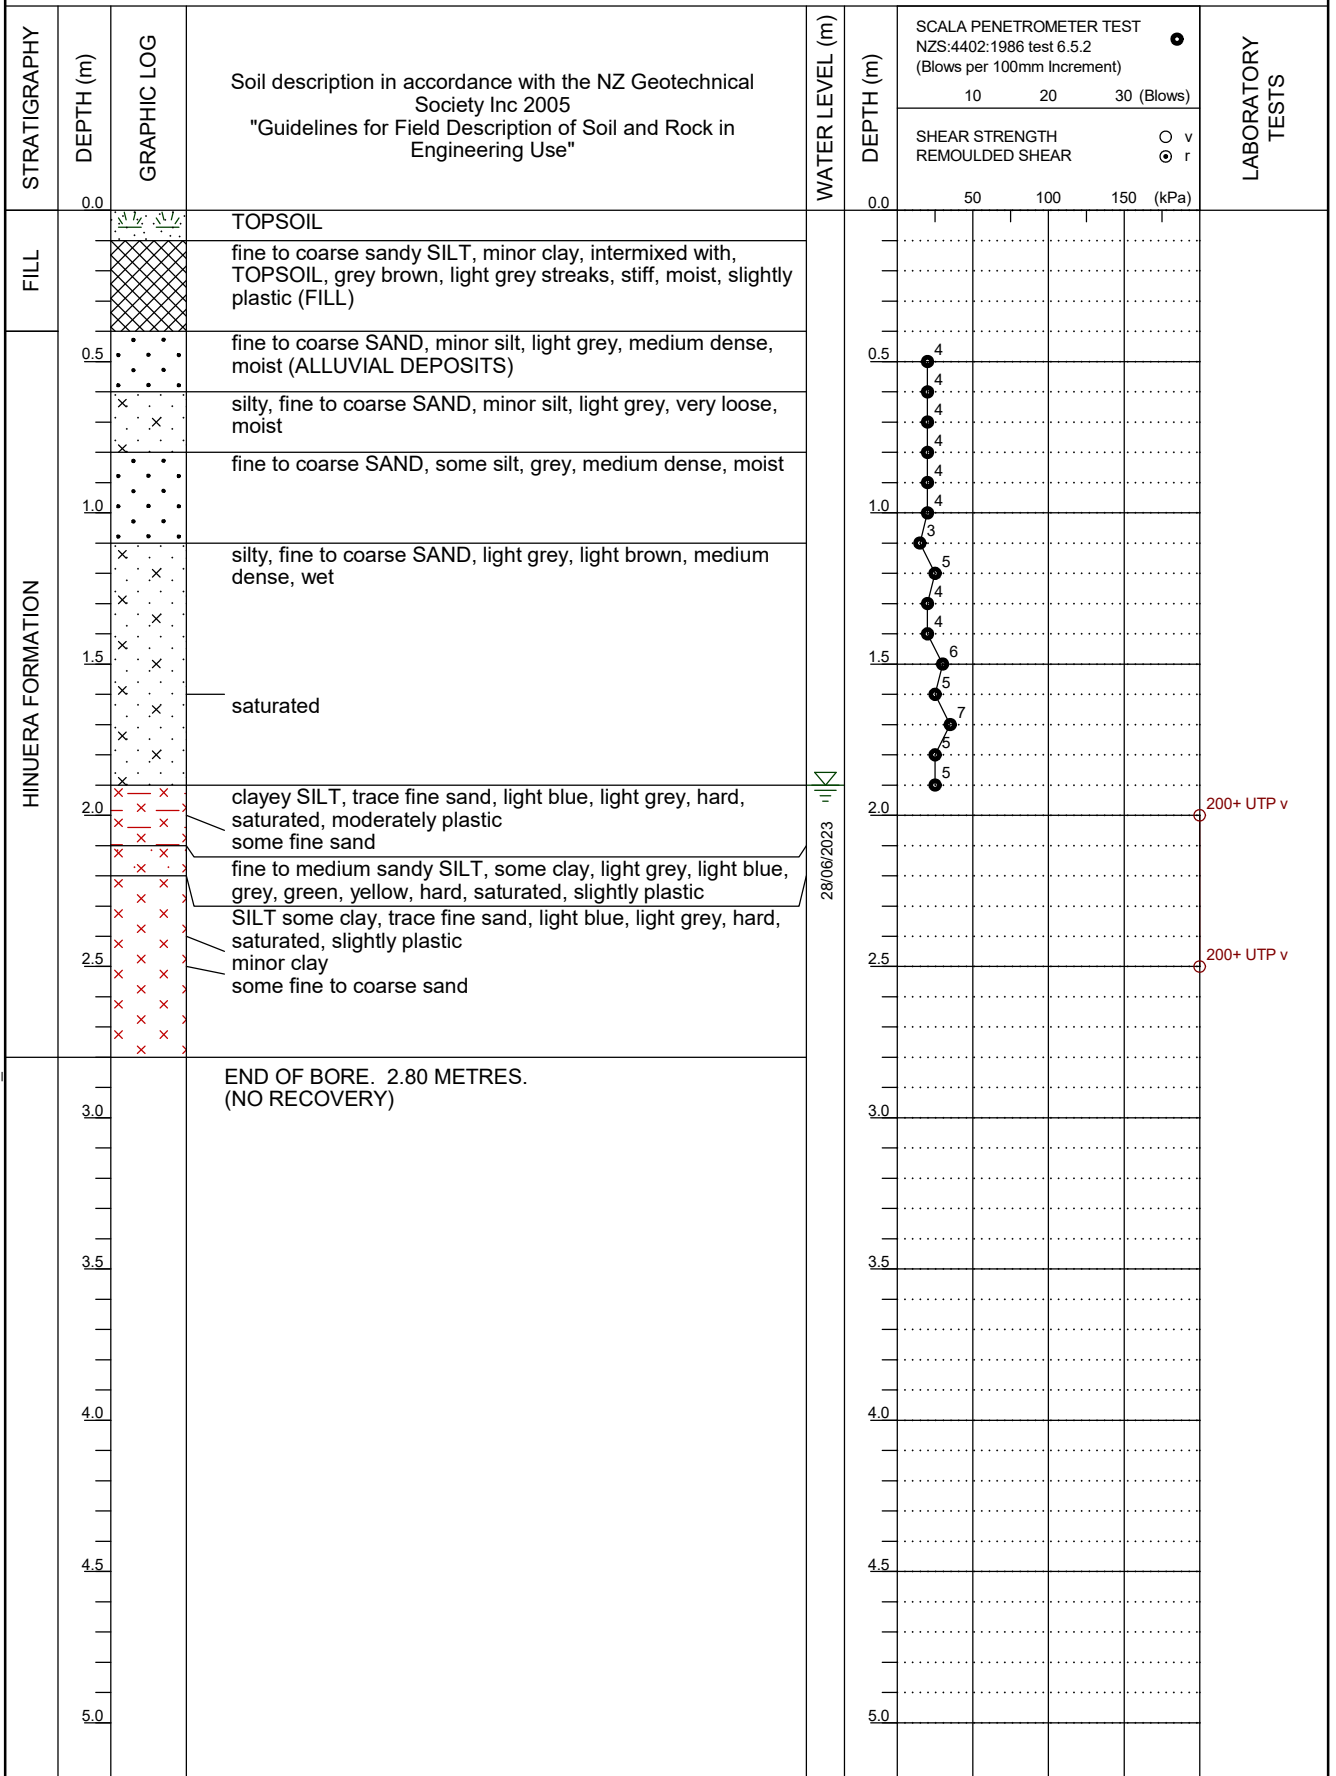 STRATIGRAPHY
DEPTH (m)
GRAPHIC LOG
Soil description in accordance with the NZ Geotechnical
Society Inc 2005
"Guidelines for Field Description of Soil and Rock in
Engineering Use"
WATER LEVEL (m)
DEPTH (m)
SCALA PENETROMETER TEST
NZS:4402:1986 test 6.5.2
(Blows per 100mm Increment)
10 20 30 (Blows)
SHEAR STRENGTH v
REMOULDED SHEAR r
50 100 150 (kPa)
LABORATORY
TESTS
0.0
0.0
FILL
TOPSOIL
fine to coarse sandy SILT, minor clay, intermixed with,
TOPSOIL, grey brown, light grey streaks, stiff, moist, slightly
plastic (FILL)
HINUERA FORMATION
fine to coarse SAND, minor silt, light grey, medium dense,
moist (ALLUVIAL DEPOSITS)
0.5
0.5
4
4
silty, fine to coarse SAND, minor silt, light grey, very loose,
moist
4
4
fine to coarse SAND, some silt, grey, medium dense, moist
4
1.0
1.0
4
3
silty, fine to coarse SAND, light grey, light brown, medium
dense, wet
5
4
4
1.5
1.5
6
5
saturated
7
5
5
clayey SILT, trace fine sand, light blue, light grey, hard,
saturated, moderately plastic
some fine sand
2.0
2.0
200+ UTP v
28/06/2023
fine to medium sandy SILT, some clay, light grey, light blue,
grey, green, yellow, hard, saturated, slightly plastic
SILT some clay, trace fine sand, light blue, light grey, hard,
saturated, slightly plastic
minor clay
some fine to coarse sand
2.5
2.5
200+ UTP v
END OF BORE. 2.80 METRES.
(NO RECOVERY)
3.0
3.0
3.5
3.5
4.0
4.0
4.5
4.5
5.0
5.0